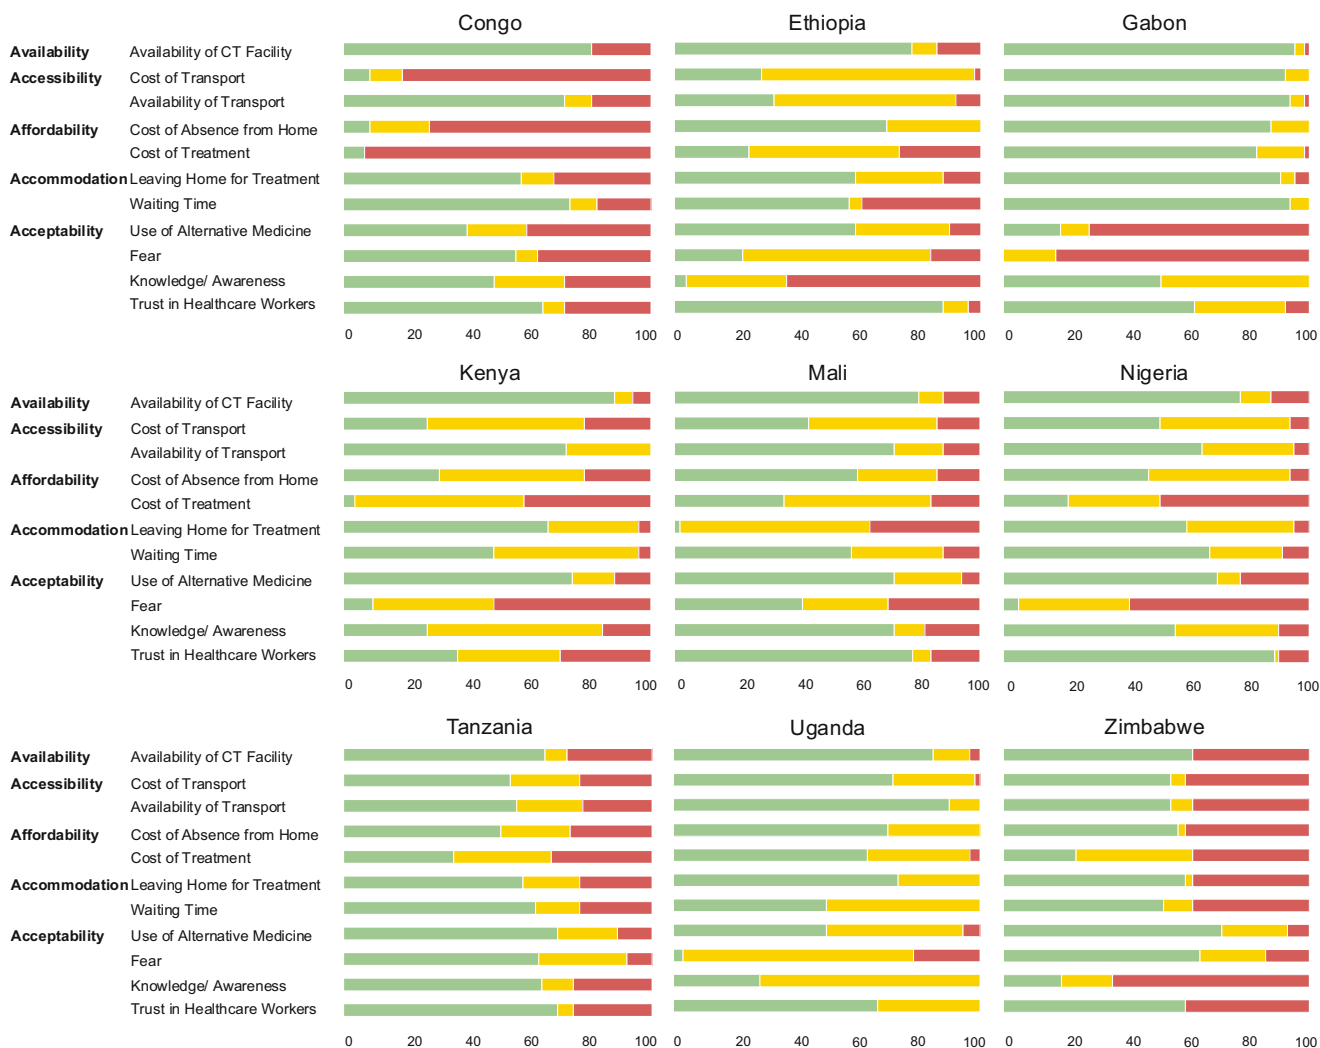 Congo Ethiopia Gabon
Availability Availability of CT Facility
Accessibility Cost of Transport
Availability of Transport
Affordability Cost of Absence from Home
Cost of Treatment
Accommodation Leaving Home for Treatment
Waiting Time
Acceptability Use of Alternative Medicine
Fear
Knowledge/ Awareness
Trust in Healthcare Workers
0 20 40 60 80 100 0 20 40 60 80 100 0 20 40 60 80 100
Kenya Mali Nigeria
Availability Availability of CT Facility
Accessibility Cost of Transport
Availability of Transport
Affordability Cost of Absence from Home
Cost of Treatment
Accommodation Leaving Home for Treatment
Waiting Time
Acceptability Use of Alternative Medicine
Fear
Knowledge/ Awareness
Trust in Healthcare Workers
0 20 40 60 80 100 0 20 40 60 80 100 0 20 40 60 80 100
Tanzania Uganda Zimbabwe
Availability Availability of CT Facility
Accessibility Cost of Transport
Availability of Transport
Affordability Cost of Absence from Home
Cost of Treatment
Accommodation Leaving Home for Treatment
Waiting Time
Acceptability Use of Alternative Medicine
Fear
Knowledge/ Awareness
Trust in Healthcare Workers
0 20 40 60 80 100 0 20 40 60 80 100 0 20 40 60 80 100